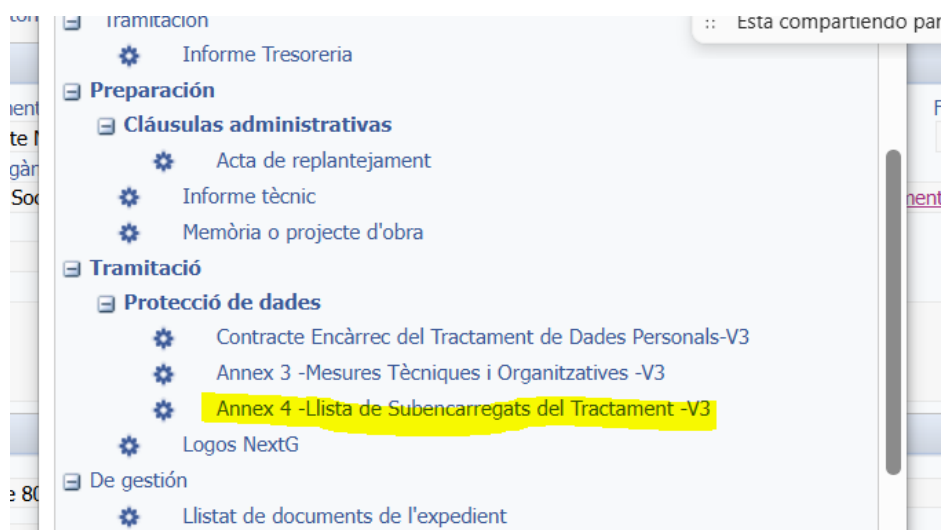 Tramitación
Está compartiendo
Informe Tresoreria
Preparación
Cláusulas administrativas
Acta de replantejament
Informe tècnic
Memòria o projecte d'obra
Tramitació
Protecció de dades
Contracte Encàrrec del Tractament de Dades Personals-V3
Annex 3 -Mesures Tècniques i Organitzatives -V3
Annex 4 -Llista de Subencarregats del Tractament -V3
Logos NextG
De gestión
Llistat de documents de l'expedient